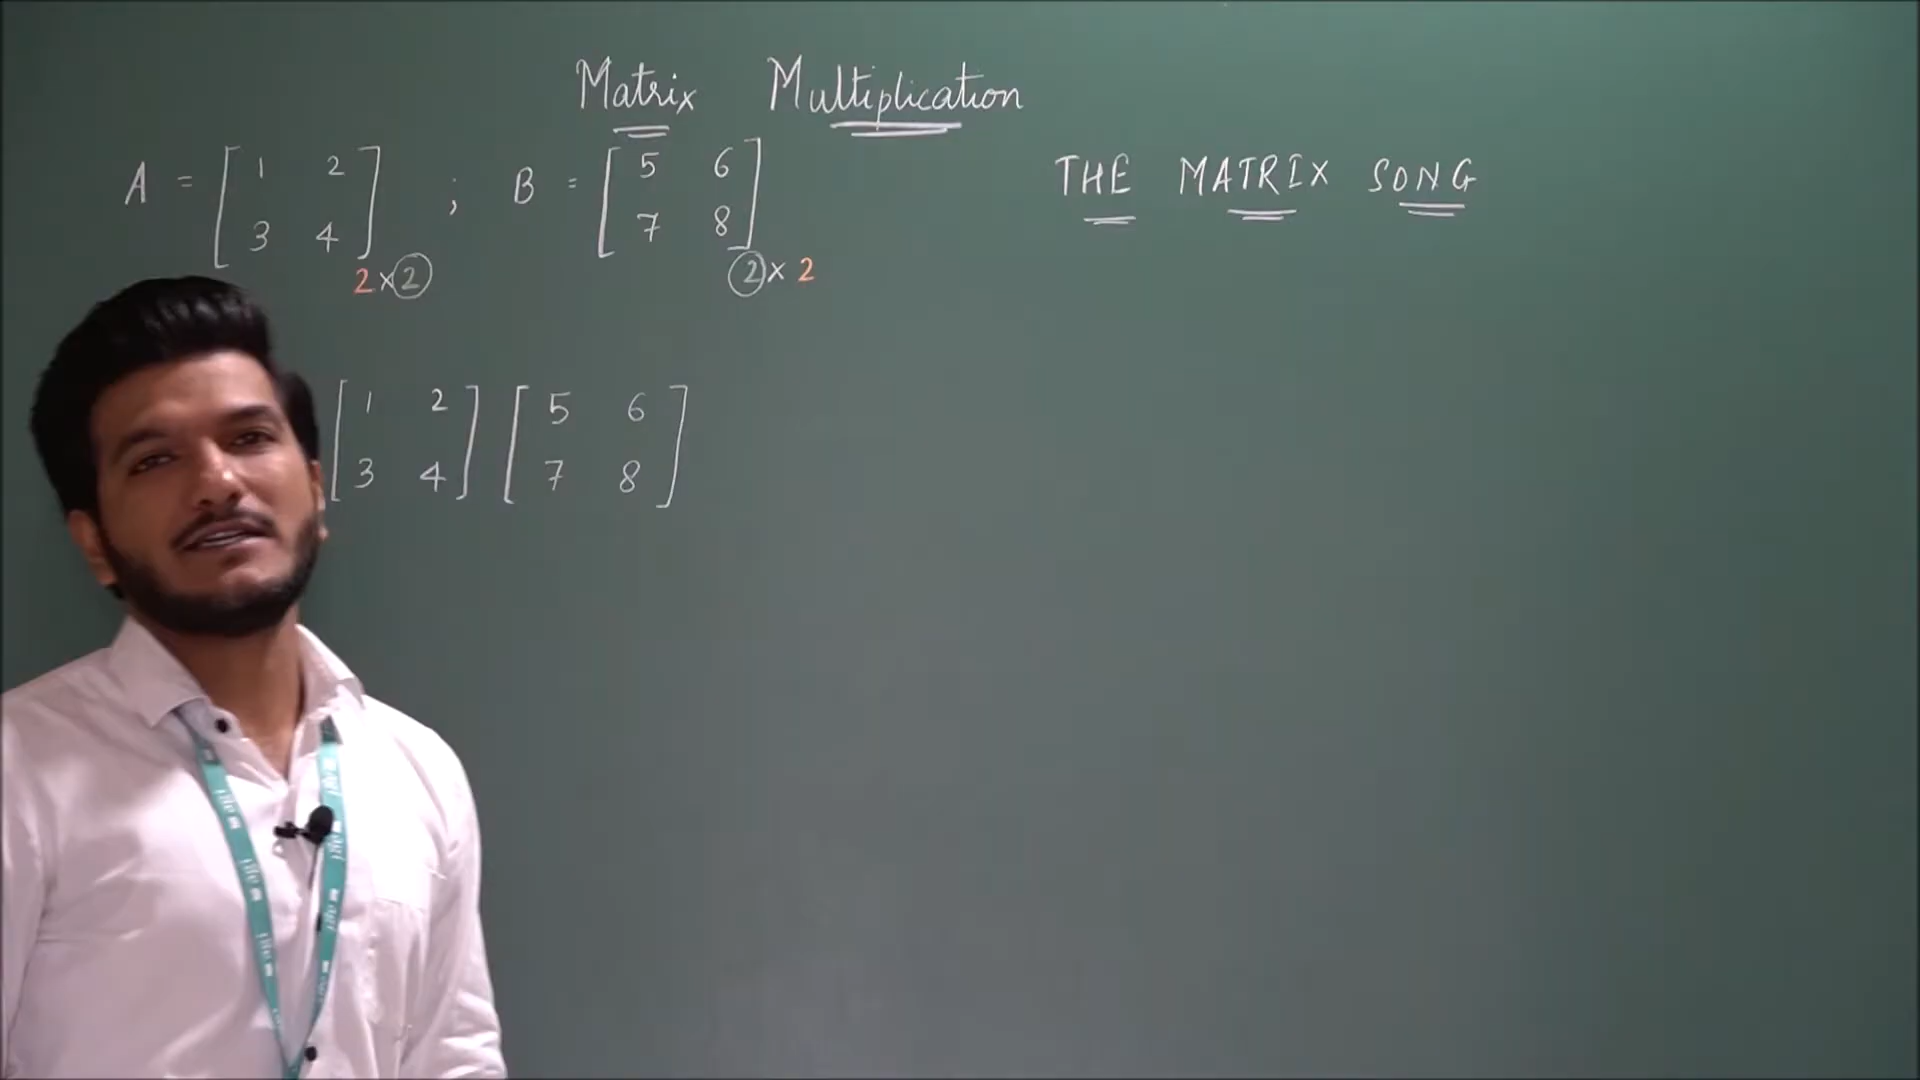 Matrix Multiplication
A = [ 1 2 ; B = [ 5 6
3 4 ] 7 8 ]
2×2 2×2
THE MATRIX SONG
[ 1 2 ] [ 5 6 ]
3 4 7 8